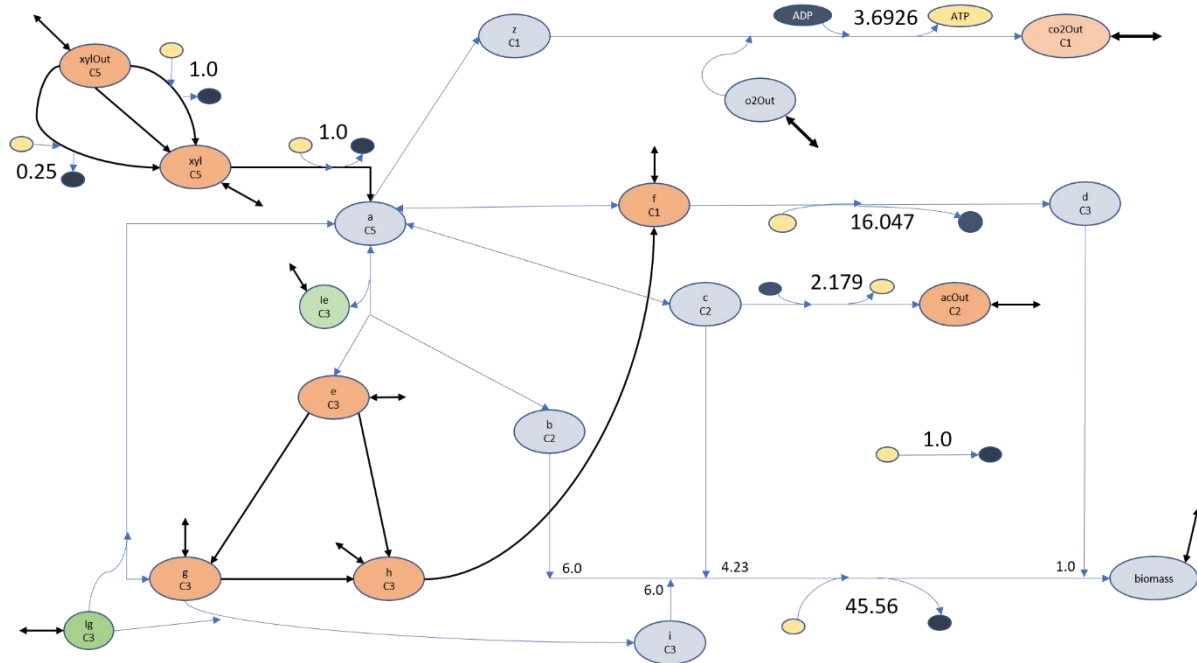 z
C1
ADP
3.6926
ATP
co2Out
C1
xylOut
C5
1.0
o2Out
0.25
xyl
C5
1.0
a
C5
f
C1
16.047
d
C3
Ie
C3
c
C2
2.179
acOut
C2
e
C3
b
C2
1.0
g
C3
h
C3
6.0
6.0
4.23
45.56
1.0
biomass
Ig
C3
i
C3